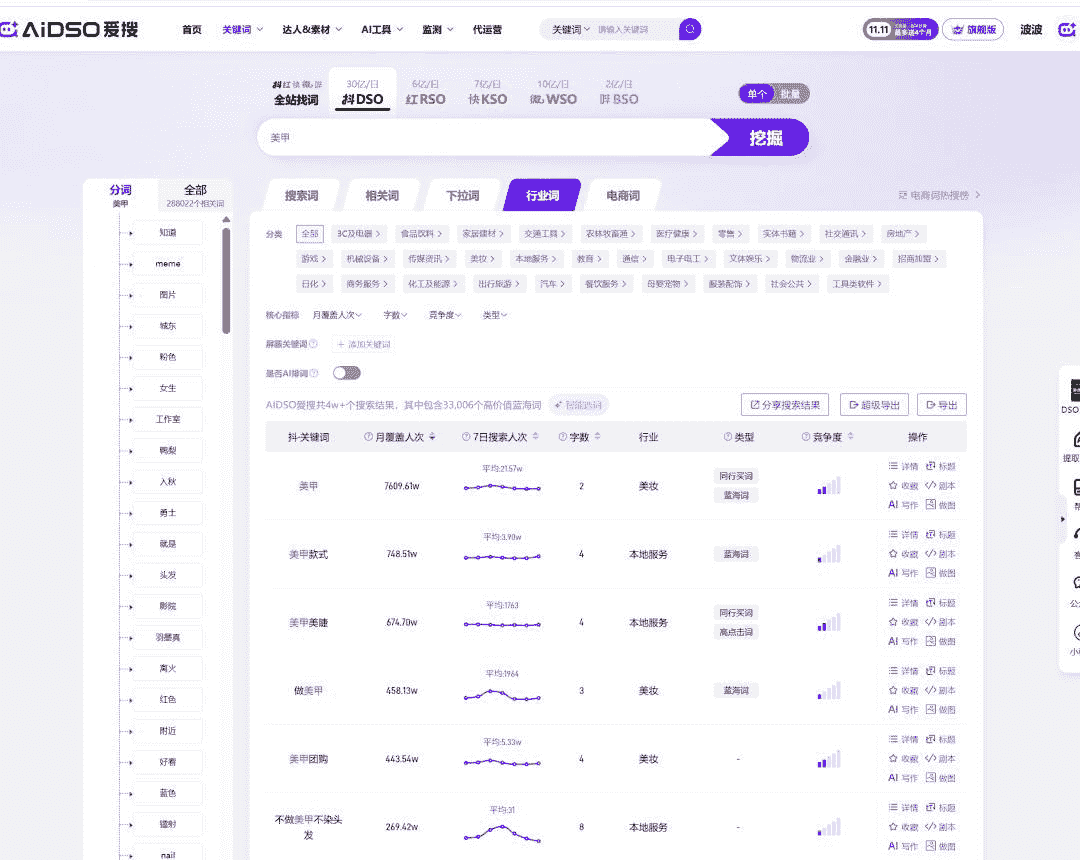 AiDSO爱搜
首页 关键词 达人&素材 AI工具 监测 代运营
关键词 请输入关键词
11.11
旗舰版 波波
抖红快微哔 30亿/日 6亿/日 7亿/日 10亿/日 2亿/日
全站找词 抖DSO 红RSO 快KSO 微WSO 哔BSO
单个 批量
美甲
挖掘
分词 全部
美甲 288022个相关词
搜索词 相关词 下拉词 行业词 电商词
电商词热搜榜
知道
meme
图片
城东
粉色
女生
工作室
鸭梨
入秋
勇士
就是
头发
影院
羽墨真
离火
红色
附近
好看
蓝色
镭射
nail
分类 全部 3C及电器 食品饮料 家居建材 交通工具 农林牧畜渔 医疗健康 零售 实体书籍 社交通讯 房地产
游戏 机械设备 传媒资讯 美妆 本地服务 教育 通信 电子电工 文体娱乐 物流业 金融业 招商加盟
日化 商务服务 化工及能源 出行旅游 汽车 餐饮服务 母婴宠物 服装配饰 社会公共 工具类软件
核心指标 月覆盖人次 字数 竞争度 类型
屏蔽关键词 + 添加关键词
是否AI排词
AIDSO爱搜共4w+个搜索结果，其中包含33,006个高价值蓝海词 智能选词
分享搜索结果 超级导出 导出
抖-关键词 月覆盖人次 7日搜索人次 字数 行业 类型 竞争度 操作
美甲 7609.61w 平均:21.57w 2 美妆 同行买词 蓝海词
详情 标题
收藏 剧本
AI 写作 做图
美甲款式 748.51w 平均:3.90w 4 本地服务 蓝海词
详情 标题
收藏 剧本
AI 写作 做图
美甲美睫 674.70w 平均:1763 4 本地服务 同行买词 高点击词
详情 标题
收藏 剧本
AI 写作 做图
做美甲 458.13w 平均:1964 3 美妆 蓝海词
详情 标题
收藏 剧本
AI 写作 做图
美甲团购 443.54w 平均:5.33w 4 美妆 -
详情 标题
收藏 剧本
AI 写作 做图
不做美甲不染头
发 269.42w 平均:31 8 本地服务 -
详情 标题
收藏 剧本
AI 写作 做图
DSO
提取